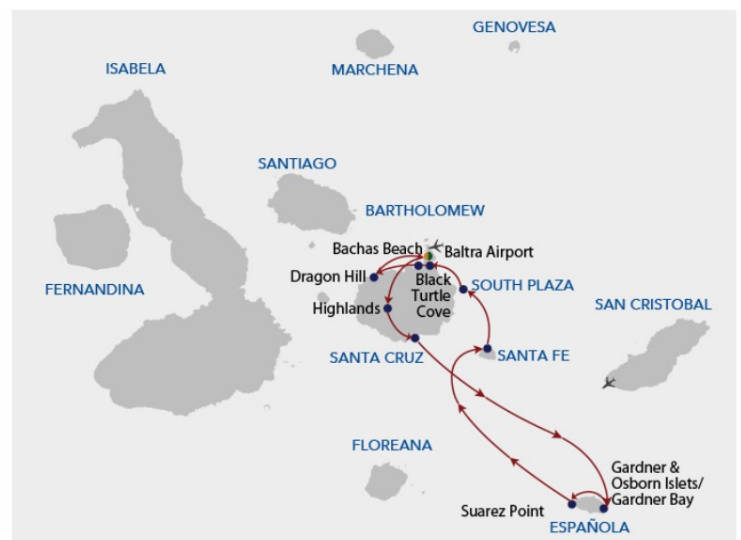 GENOVESA
ISABELA
MARCHENA
SANTIAGO
BARTHOLOMEW
Bachas Beach
Baltra Airport
Dragon Hill
Black
Turtle
Cove
SOUTH PLAZA
FERNANDINA
Highlands
SAN CRISTOBAL
SANTA CRUZ
SANTA FE
FLOREANA
Gardner &
Osborn Islets/
Gardner Bay
Suarez Point
ESPAÑOLA